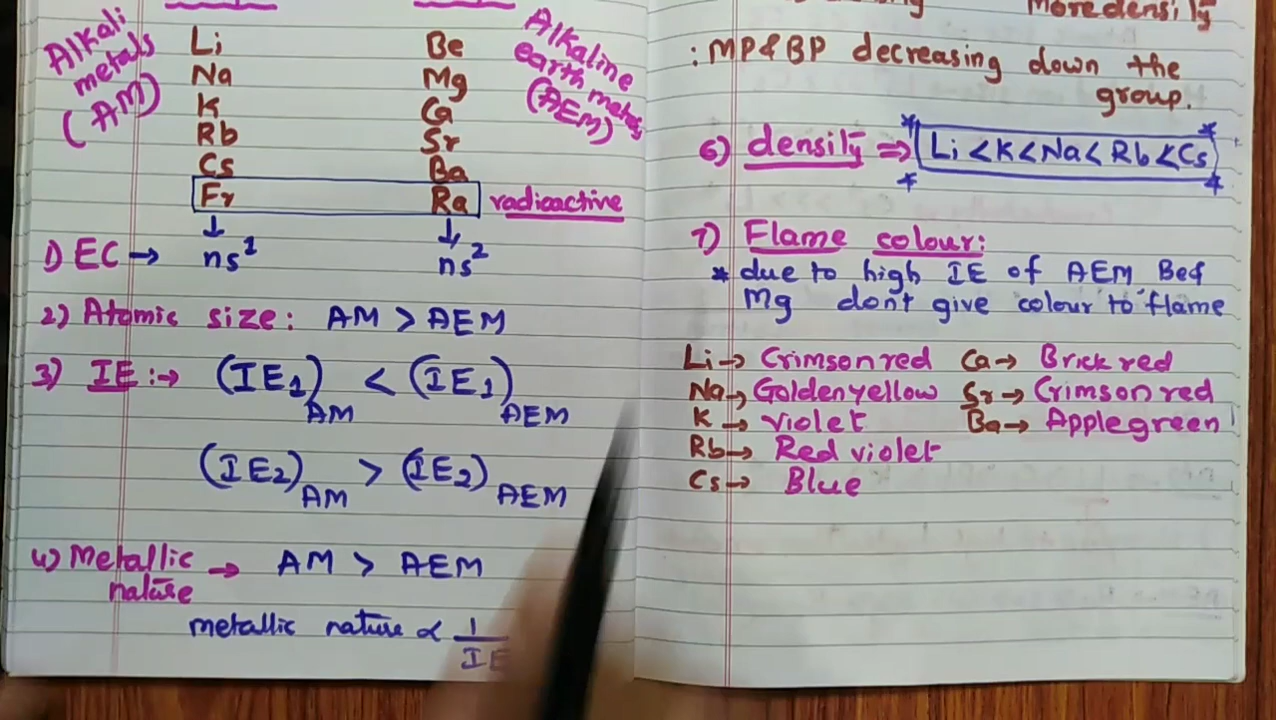 Alkali
metals
(AM)
Li
Na
K
Rb
Cs
Fr
Be
Mg
Ca
Sr
Ba
Ra
Alkaline
earth metals
(AEM)
radioactive
1) EC → ns¹ ns²
2) Atomic size: AM > AEM
3) IE :→ (IE₁)AM < (IE₁)AEM
(IE₂)AM > (IE₂)AEM
4) Metallic nature → AM > AEM
metallic nature ∝ 1/IE
More density
: MP & BP decreasing down the
group.
6) density ⇒ Li < K < Na < Rb < Cs
7) Flame colour:
* due to high IE of AEM Be &
Mg don't give colour to flame
Li → Crimson red Ca → Brick red
Na → Golden yellow Sr → Crimson red
K → violet Ba → Apple green
Rb → Red violet
Cs → Blue